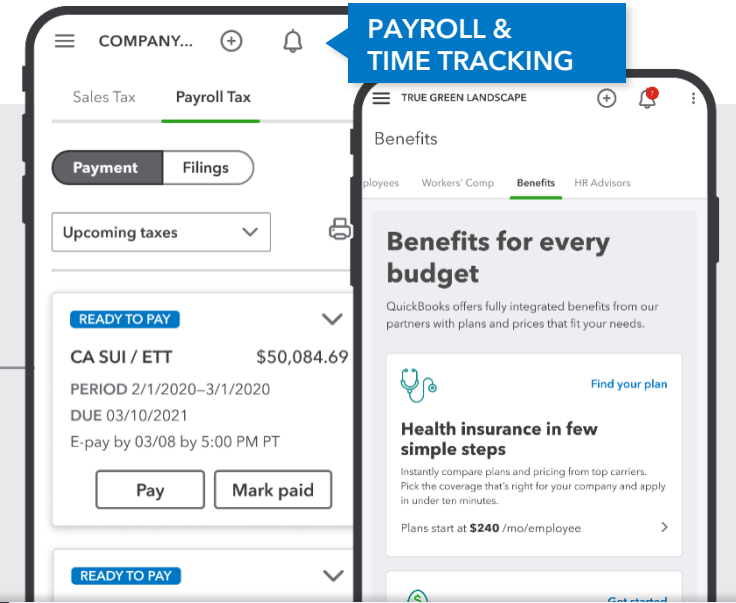 PAYROLL &
TIME TRACKING
COMPANY...
Sales Tax
Payroll Tax
Payment
Filings
Upcoming taxes
READY TO PAY
CA SUI / ETT
$50,084.69
PERIOD 2/1/2020–3/1/2020
DUE 03/10/2021
E-pay by 03/08 by 5:00 PM PT
Pay
Mark paid
READY TO PAY
TRUE GREEN LANDSCAPE
7
Benefits
ployees
Workers' Comp
Benefits
HR Advisors
Benefits for every
budget
QuickBooks offers fully integrated benefits from our
partners with plans and prices that fit your needs.
Find your plan
Health insurance in few
simple steps
Instantly compare plans and pricing from top carriers.
Pick the coverage that's right for your company and apply
in under ten minutes.
Plans start at $240 /mo/employee
$
Get started